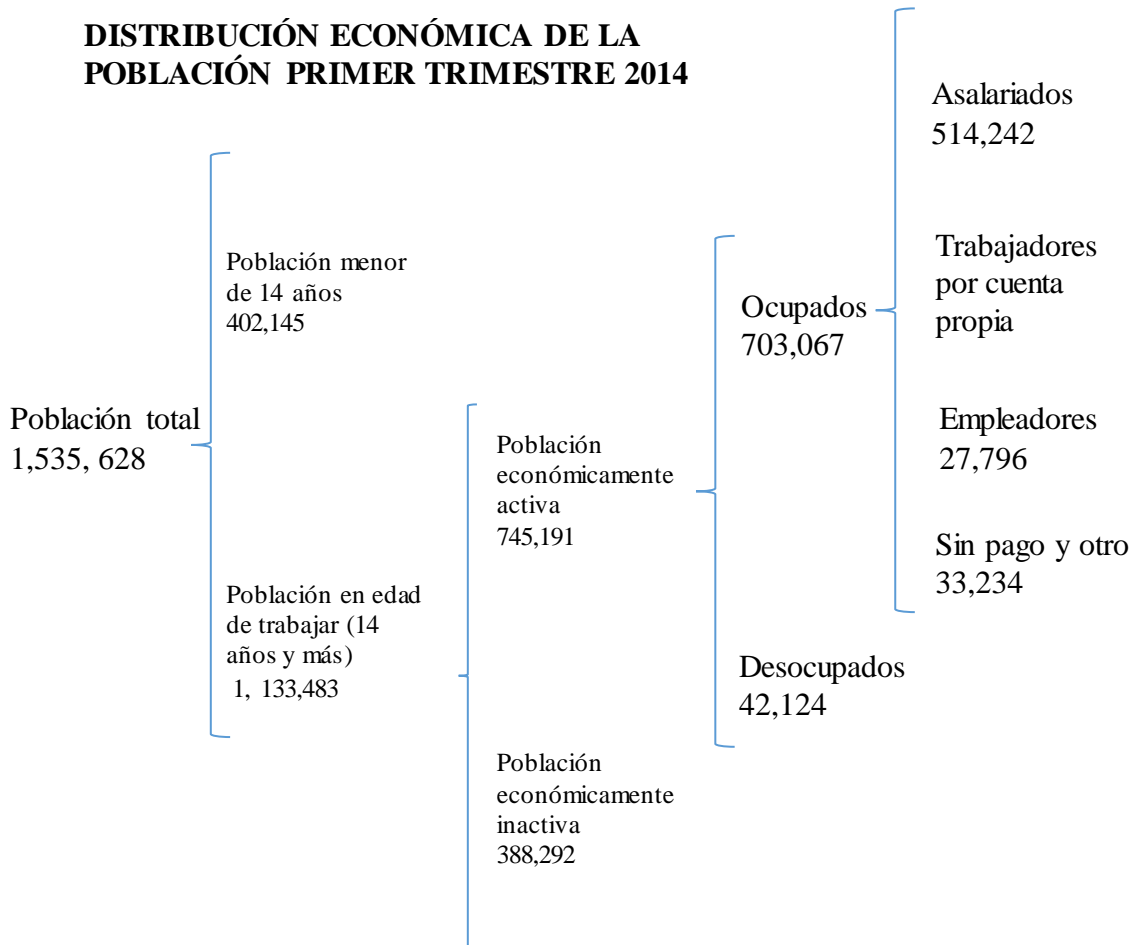 DISTRIBUCIÓN ECONÓMICA DE LA
POBLACIÓN PRIMER TRIMESTRE 2014
Población total
1,535, 628
Población menor
de 14 años
402,145
Población en edad
de trabajar (14
años y más)
1, 133,483
Población
económicamente
activa
745,191
Población
económicamente
inactiva
388,292
Ocupados
703,067
Desocupados
42,124
Asalariados
514,242
Trabajadores
por cuenta
propia
Empleadores
27,796
Sin pago y otro
33,234